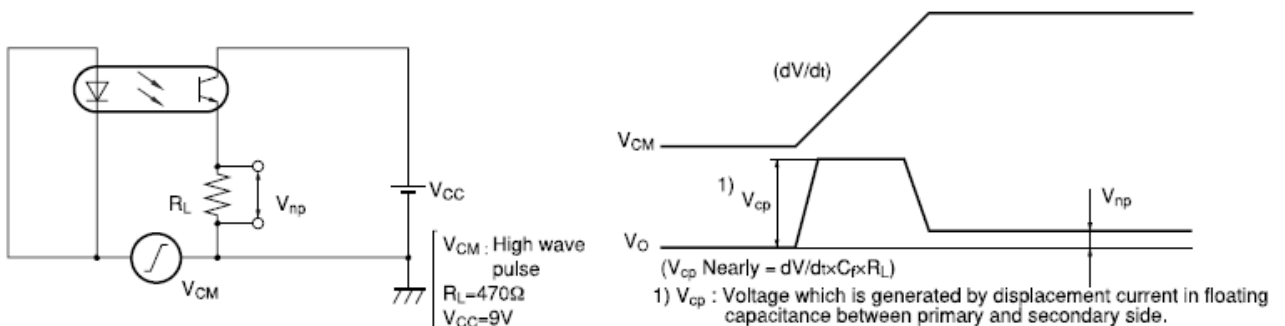 R_L
V_np
V_CC
V_CM
V_CM : High wave
pulse
R_L=470Ω
V_CC=9V
(dV/dt)
V_CM
1)
V_cp
V_np
V_O
(V_cp Nearly = dV/dt×C_f×R_L)
1) V_cp : Voltage which is generated by displacement current in floating
capacitance between primary and secondary side.